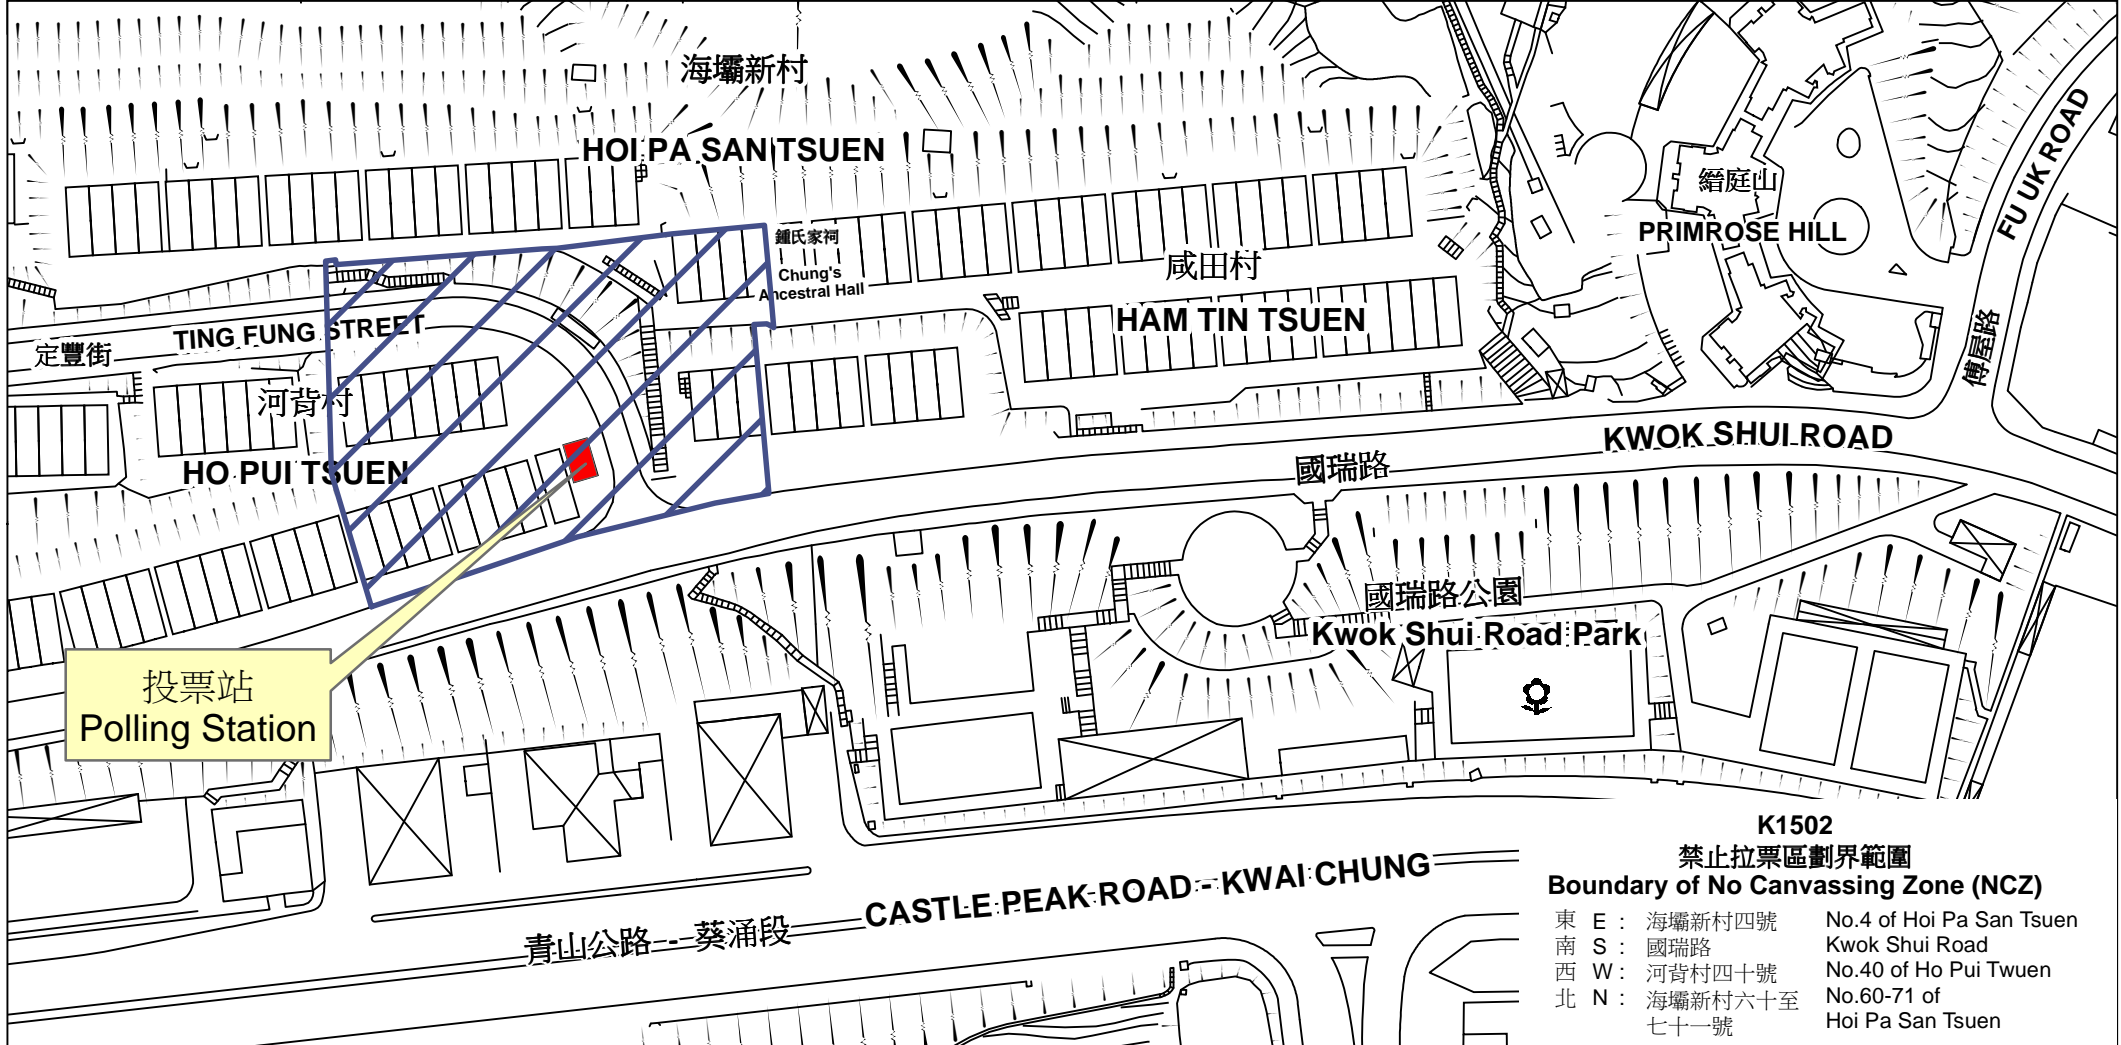 海壩新村
HOI PA SAN TSUEN
鍾氏家祠
Chung's
Ancestral Hall
咸田村
HAM TIN TSUEN
縉庭山
PRIMROSE HILL
FU UK ROAD
傅屋路
TING FUNG STREET
定豐街
河背村
HO PUI TSUEN
KWOK SHUI ROAD
國瑞路
國瑞路公園
Kwok Shui Road Park
投票站
Polling Station
CASTLE PEAK ROAD - KWAI CHUNG
青山公路 - 葵涌段
K1502
禁止拉票區劃界範圍
Boundary of No Canvassing Zone (NCZ)
東 E : 海壩新村四號 No.4 of Hoi Pa San Tsuen
南 S : 國瑞路 Kwok Shui Road
西 W : 河背村四十號 No.40 of Ho Pui Twuen
北 N : 海壩新村六十至 No.60-71 of
七十一號 Hoi Pa San Tsuen